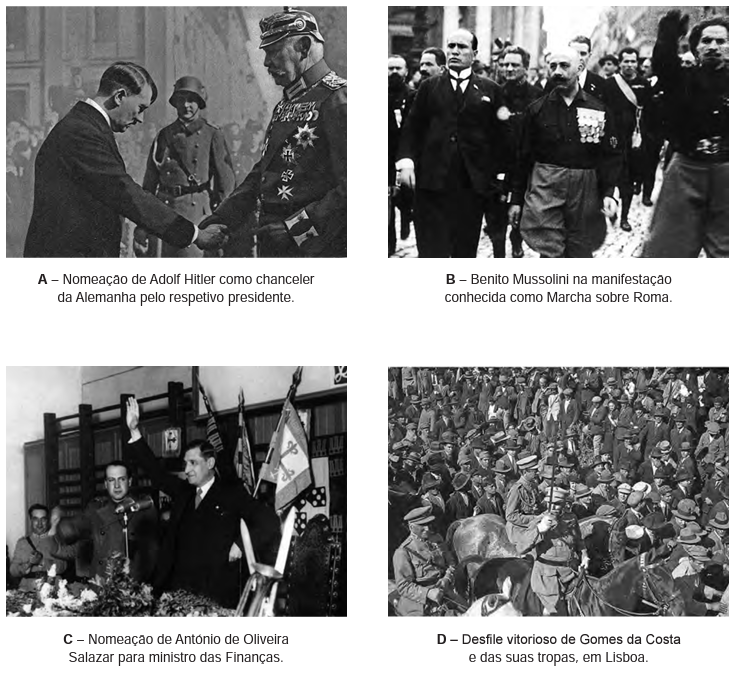 A – Nomeação de Adolf Hitler como chanceler
da Alemanha pelo respetivo presidente.
B – Benito Mussolini na manifestação
conhecida como Marcha sobre Roma.
C – Nomeação de António de Oliveira
Salazar para ministro das Finanças.
D – Desfile vitorioso de Gomes da Costa
e das suas tropas, em Lisboa.